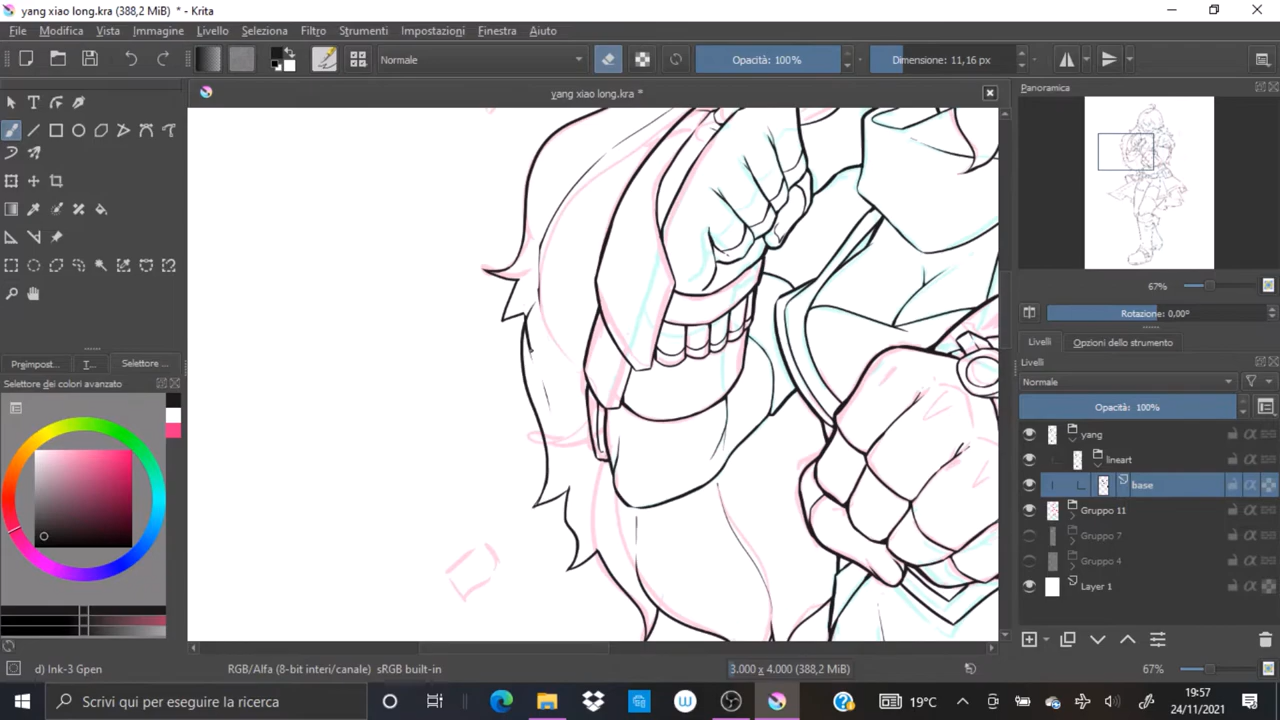 yang xiao long.kra (388,2 MiB) * - Krita
File Modifica Vista Immagine Livello Seleziona Filtro Strumenti Impostazioni Finestra Aiuto
Normale
Opacità: 100%
Dimensione: 11,16 px
yang xiao long.kra *
Panoramica
67%
Rotazione: 0,00°
Livelli
Opzioni dello strumento
Livelli
Normale
Opacità: 100%
yang
lineart
base
Gruppo 11
Gruppo 7
Gruppo 4
Layer 1
67%
Preimpost...
T...
Selettore ...
Selettore dei colori avanzato
d) Ink-3 Gpen
RGB/Alfa (8-bit interi/canale) sRGB built-in
3.000 x 4.000 (388,2 MiB)
Scrivi qui per eseguire la ricerca
19°C
19:57
24/11/2021